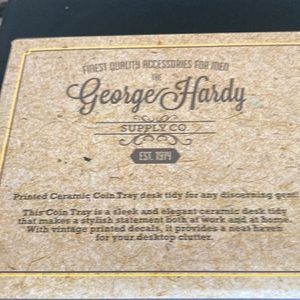 FINEST QUALITY ACCESSORIES FOR MEN
THE
George Hardy
SUPPLY CO.
EST. 1914
Printed Ceramic Coin Tray desk tidy for any discerning gent
This Coin Tray is a sleek and elegant ceramic desk tidy
that makes a stylish statement both at work and at home.
With vintage printed decals, it provides a neat haven
for your desktop clutter.